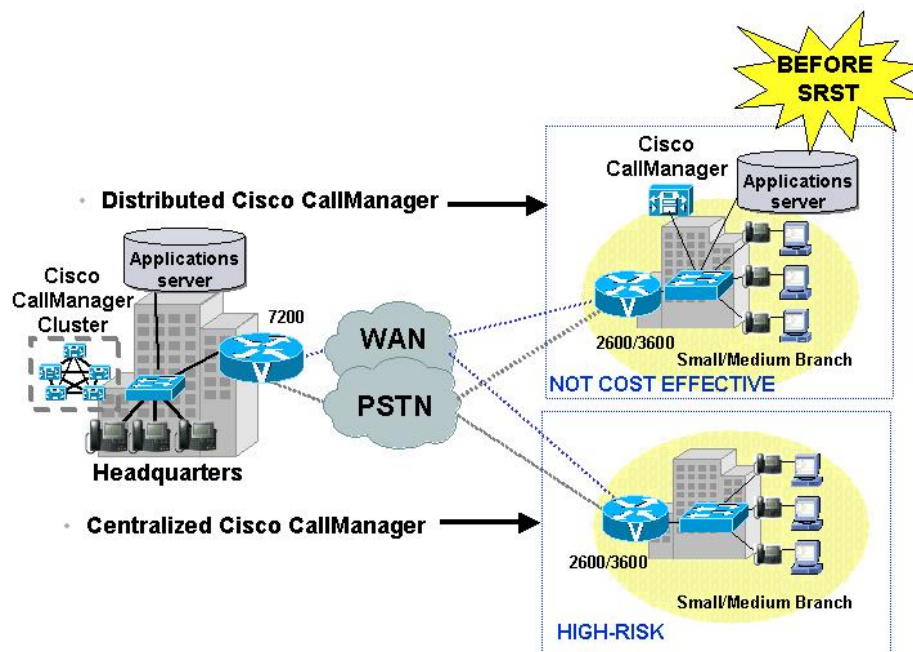 BEFORE
SRST
Cisco
CallManager
Applications
server
• Distributed Cisco CallManager
Applications
server
Cisco
CallManager
Cluster
7200
WAN
PSTN
V
V
2600/3600
Small/Medium Branch
NOT COST EFFECTIVE
Headquarters
• Centralized Cisco CallManager
V
2600/3600
Small/Medium Branch
HIGH-RISK